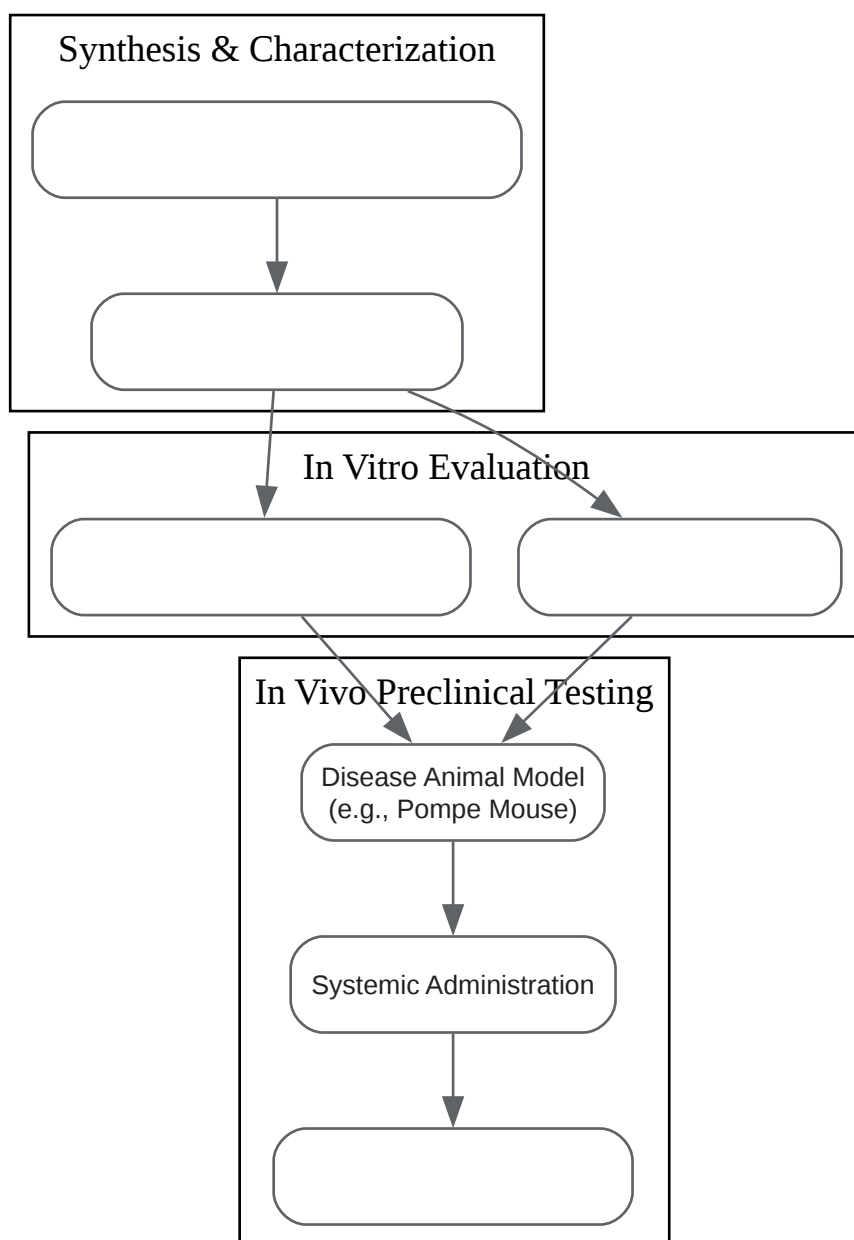 Synthesis & Characterization
In Vitro Evaluation
In Vivo Preclinical Testing
Disease Animal Model
(e.g., Pompe Mouse)
Systemic Administration